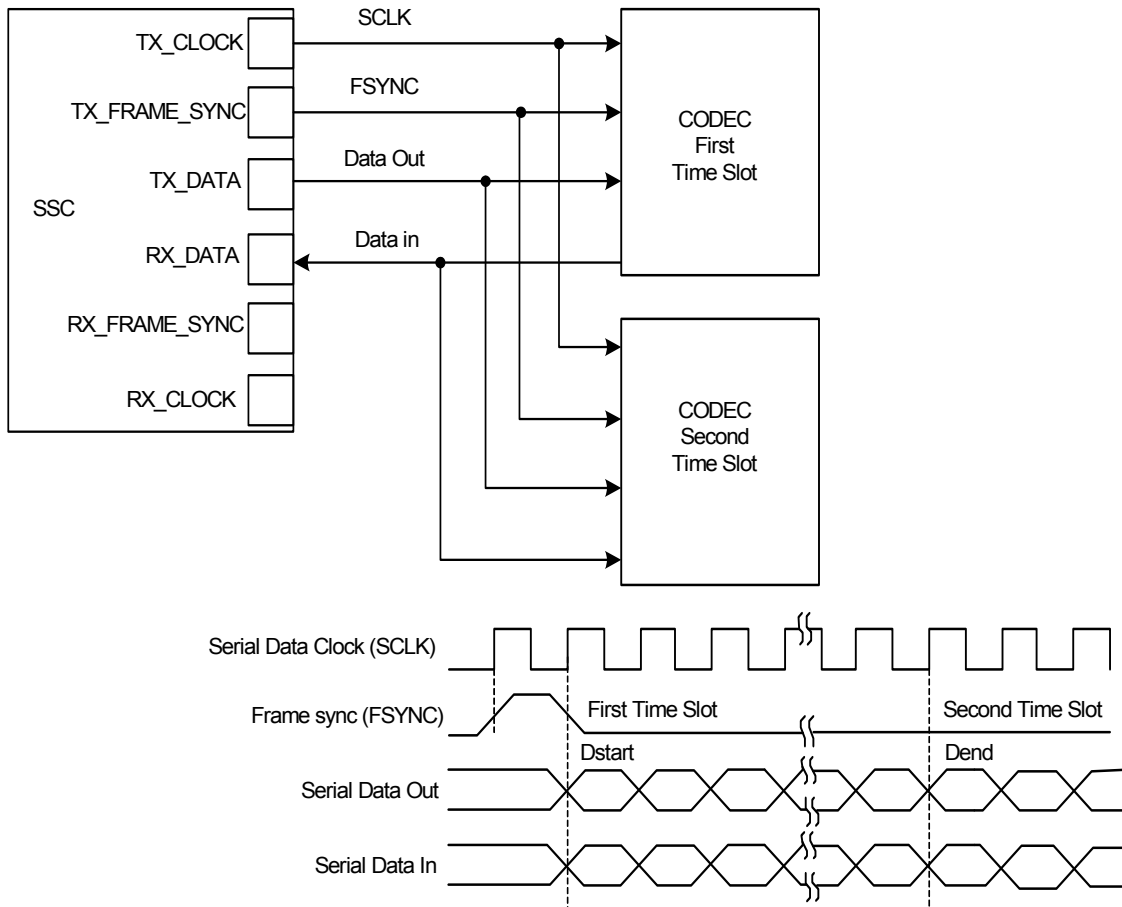 SCLK
TX_CLOCK
FSYNC
TX_FRAME_SYNC
CODEC
First
Time Slot
Data Out
TX_DATA
SSC
Data in
RX_DATA
RX_FRAME_SYNC
RX_CLOCK
CODEC
Second
Time Slot
Serial Data Clock (SCLK)
Frame sync (FSYNC)
First Time Slot
Second Time Slot
Dstart
Dend
Serial Data Out
Serial Data In